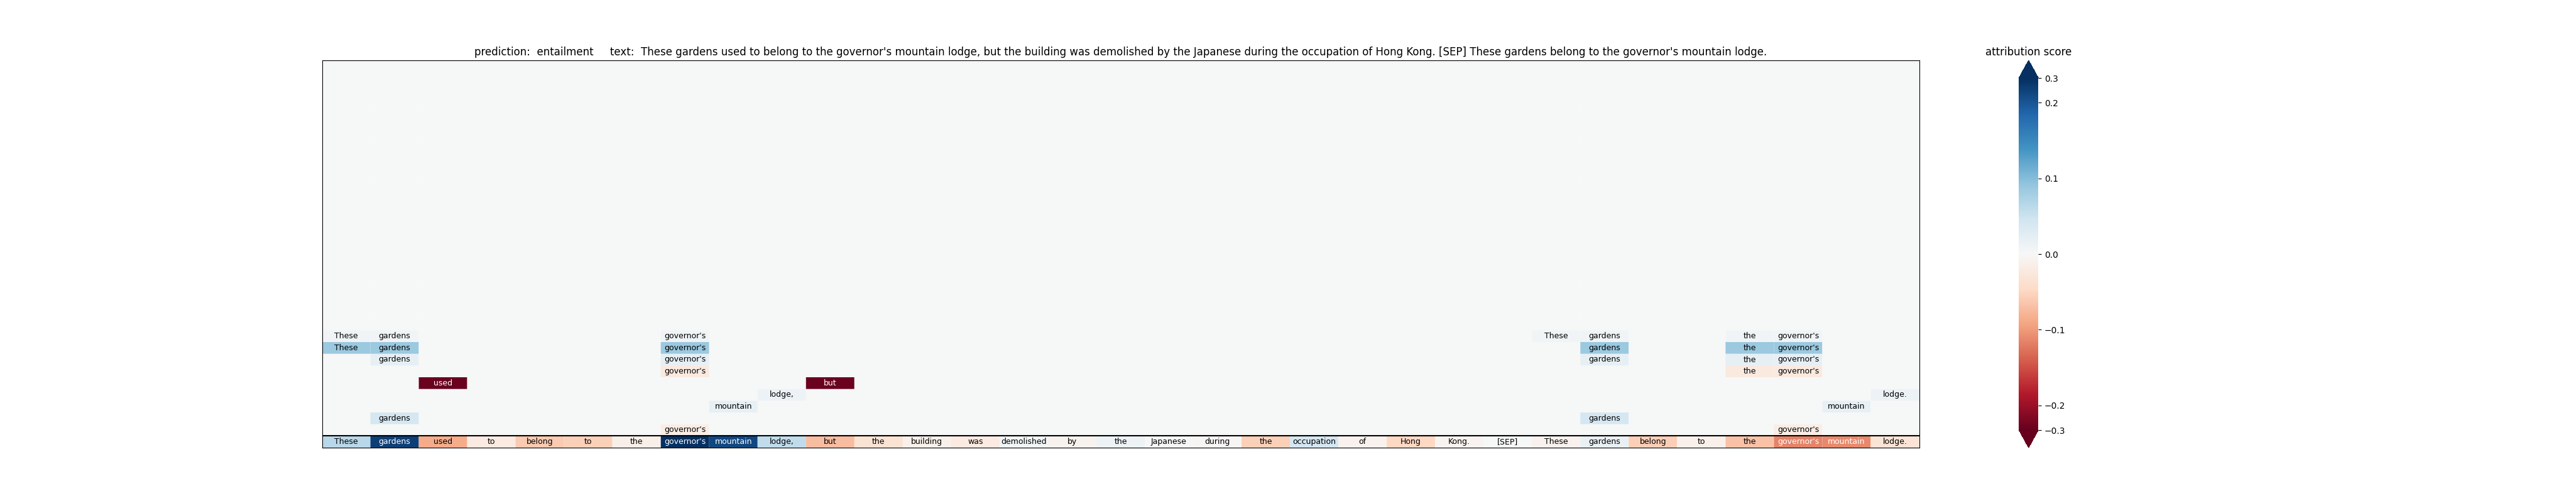 prediction:  entailment     text:  These gardens used to belong to the governor's mountain lodge, but the building was demolished by the Japanese during the occupation of Hong Kong. [SEP] These gardens belong to the governor's mountain lodge.
attribution score
0.3
0.2
0.1
0.0
−0.1
−0.2
−0.3
These gardens governor's These gardens the governor's
These gardens governor's gardens the governor's
gardens governor's gardens the governor's
governor's the governor's
used but
lodge, lodge.
mountain mountain
gardens gardens
governor's governor's
These gardens used to belong to the governor's mountain lodge, but the building was demolished by the Japanese during the occupation of Hong Kong. [SEP] These gardens belong to the governor's mountain lodge.